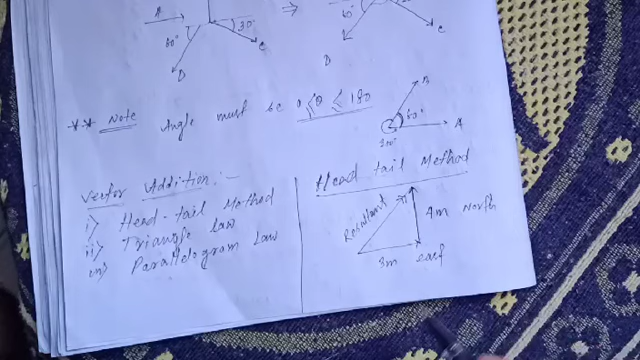 A
60°
30°
C
D
⇒
60°
C
D
** Note Angle must be 0 ≤ θ ≤ 180
B
60°
A
300°
Vector Addition :-
i) Head-tail Method
ii) Triangle law
iii) Parallelogram Law
Head tail Method
Resultant
4m North
3m east